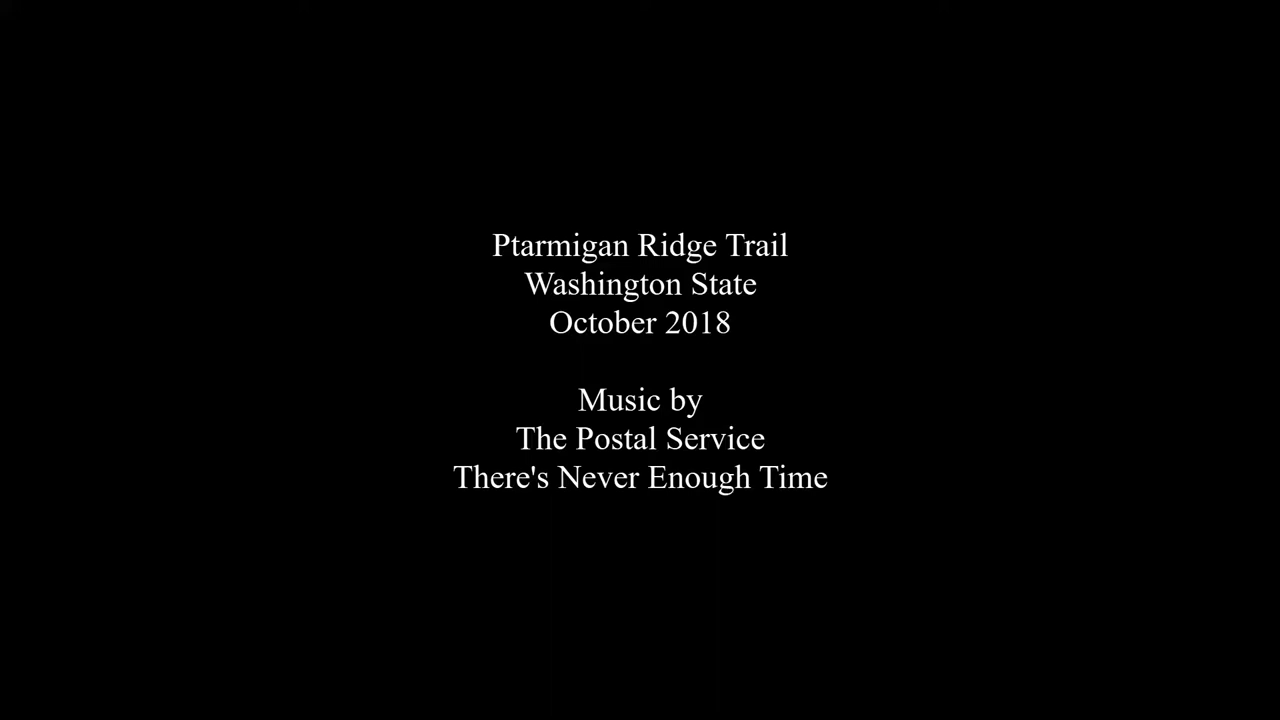 Ptarmigan Ridge Trail
Washington State
October 2018
Music by
The Postal Service
There's Never Enough Time